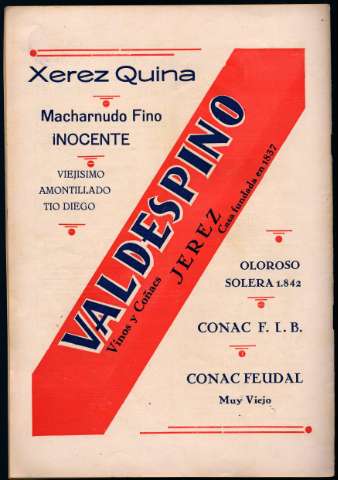 Xerez Quina
Macharnudo Fino
INOCENTE
VIEJISIMO
AMONTILLADO
TIO DIEGO
VALDESPINO
Vinos y Coñacs
JEREZ
Casa fundada en 1837
OLOROSO
SOLERA 1.842
CONAC F. I. B.
CONAC FEUDAL
Muy Viejo